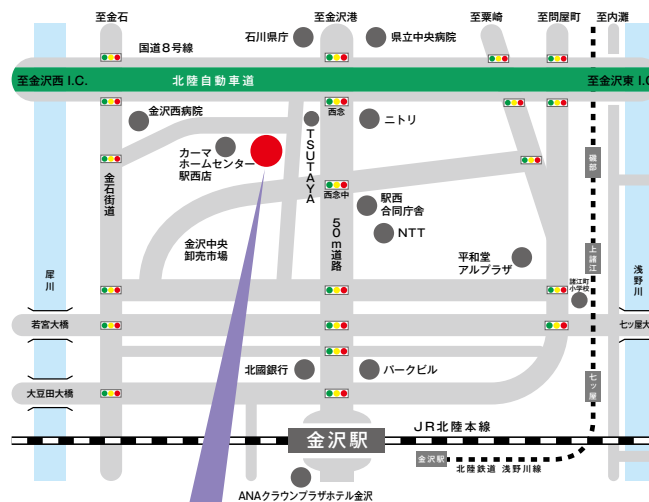 至金石
至金沢港
至粟崎
至問屋町
至内灘
石川県庁
県立中央病院
国道8号線
至金沢西 I.C.
北陸自動車道
至金沢東 I.C
金沢西病院
西念
ニトリ
TSUTAYA
カーマ
ホームセンター
駅西店
磯部
金石街道
西念中
駅西
合同庁舎
50m道路
NTT
金沢中央
卸売市場
平和堂
アルプラザ
上諸江
犀川
浅野川
諸江町
小学校
若宮大橋
七ッ屋大
北國銀行
パークビル
七ッ屋
大豆田大橋
JR北陸本線
金沢駅
金沢駅
北陸鉄道 浅野川線
ANAクラウンプラザホテル金沢